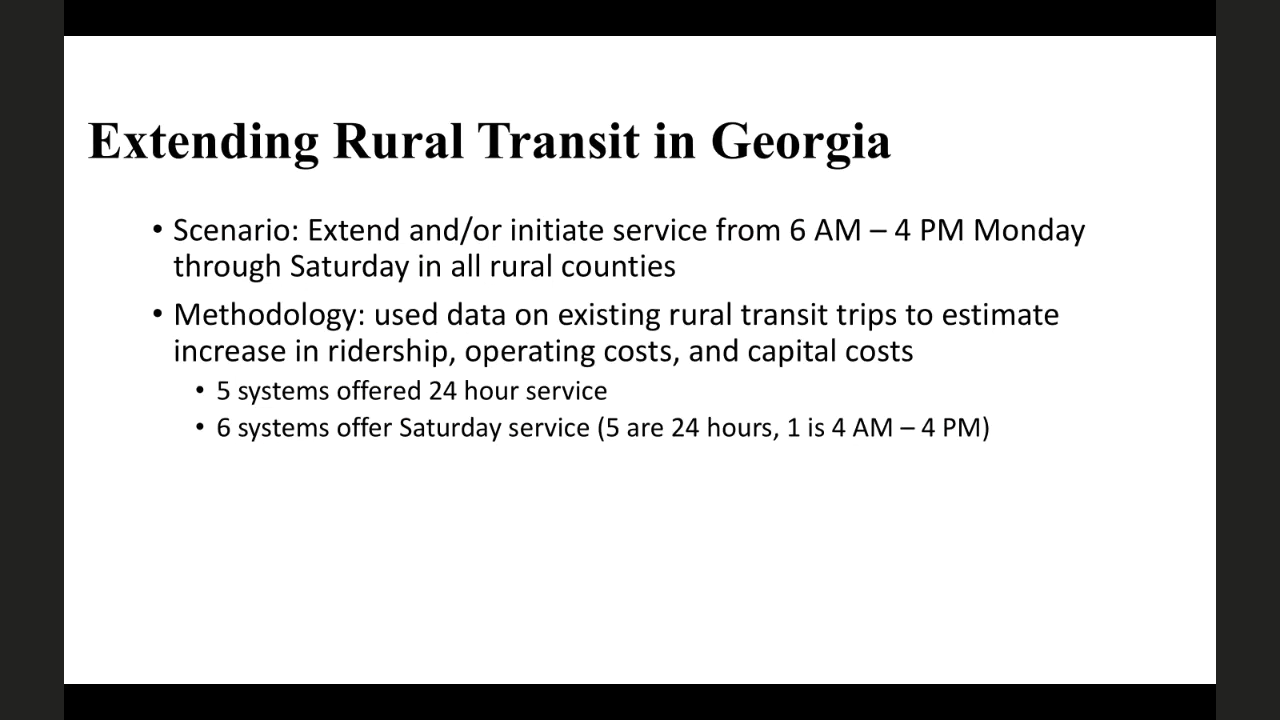 Extending Rural Transit in Georgia
• Scenario: Extend and/or initiate service from 6 AM – 4 PM Monday
through Saturday in all rural counties
• Methodology: used data on existing rural transit trips to estimate
increase in ridership, operating costs, and capital costs
• 5 systems offered 24 hour service
• 6 systems offer Saturday service (5 are 24 hours, 1 is 4 AM – 4 PM)